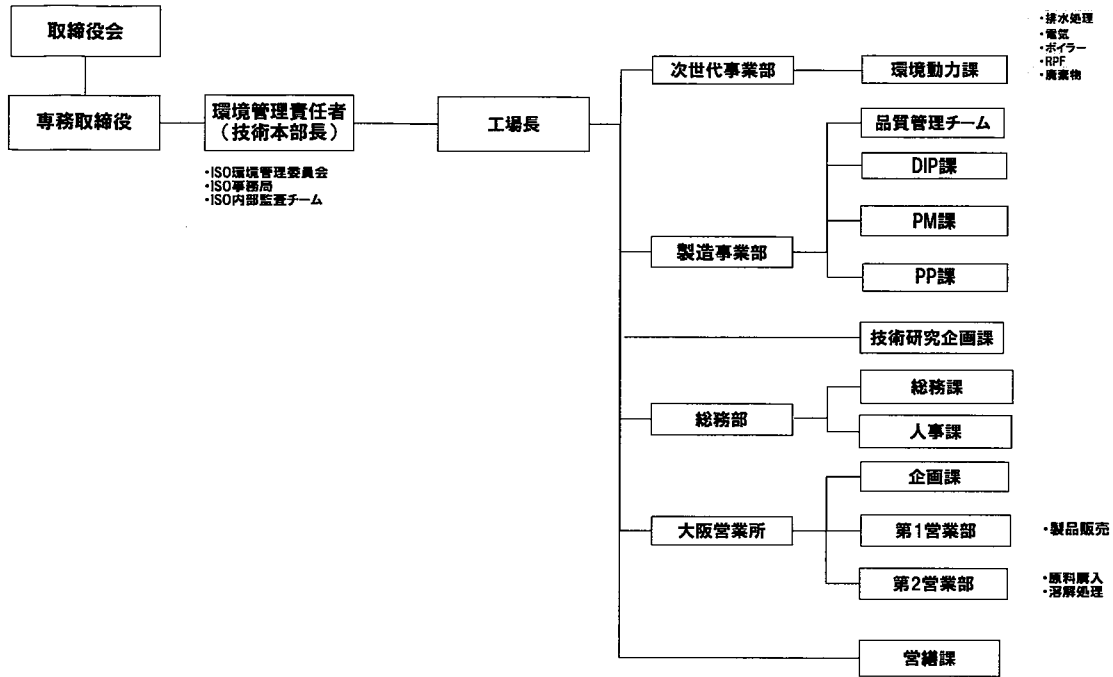 取締役会
専務取締役
環境管理責任者
（技術本部長）
・ISO環境管理委員会
・ISO事務局
・ISO内部監査チーム
工場長
次世代事業部
環境動力課
・排水処理
・電気
・ボイラー
・RPF
・廃棄物
製造事業部
品質管理チーム
DIP課
PM課
PP課
技術研究企画課
総務部
総務課
人事課
大阪営業所
企画課
第1営業部
・製品販売
第2営業部
・原料購入
・溶解処理
営繕課